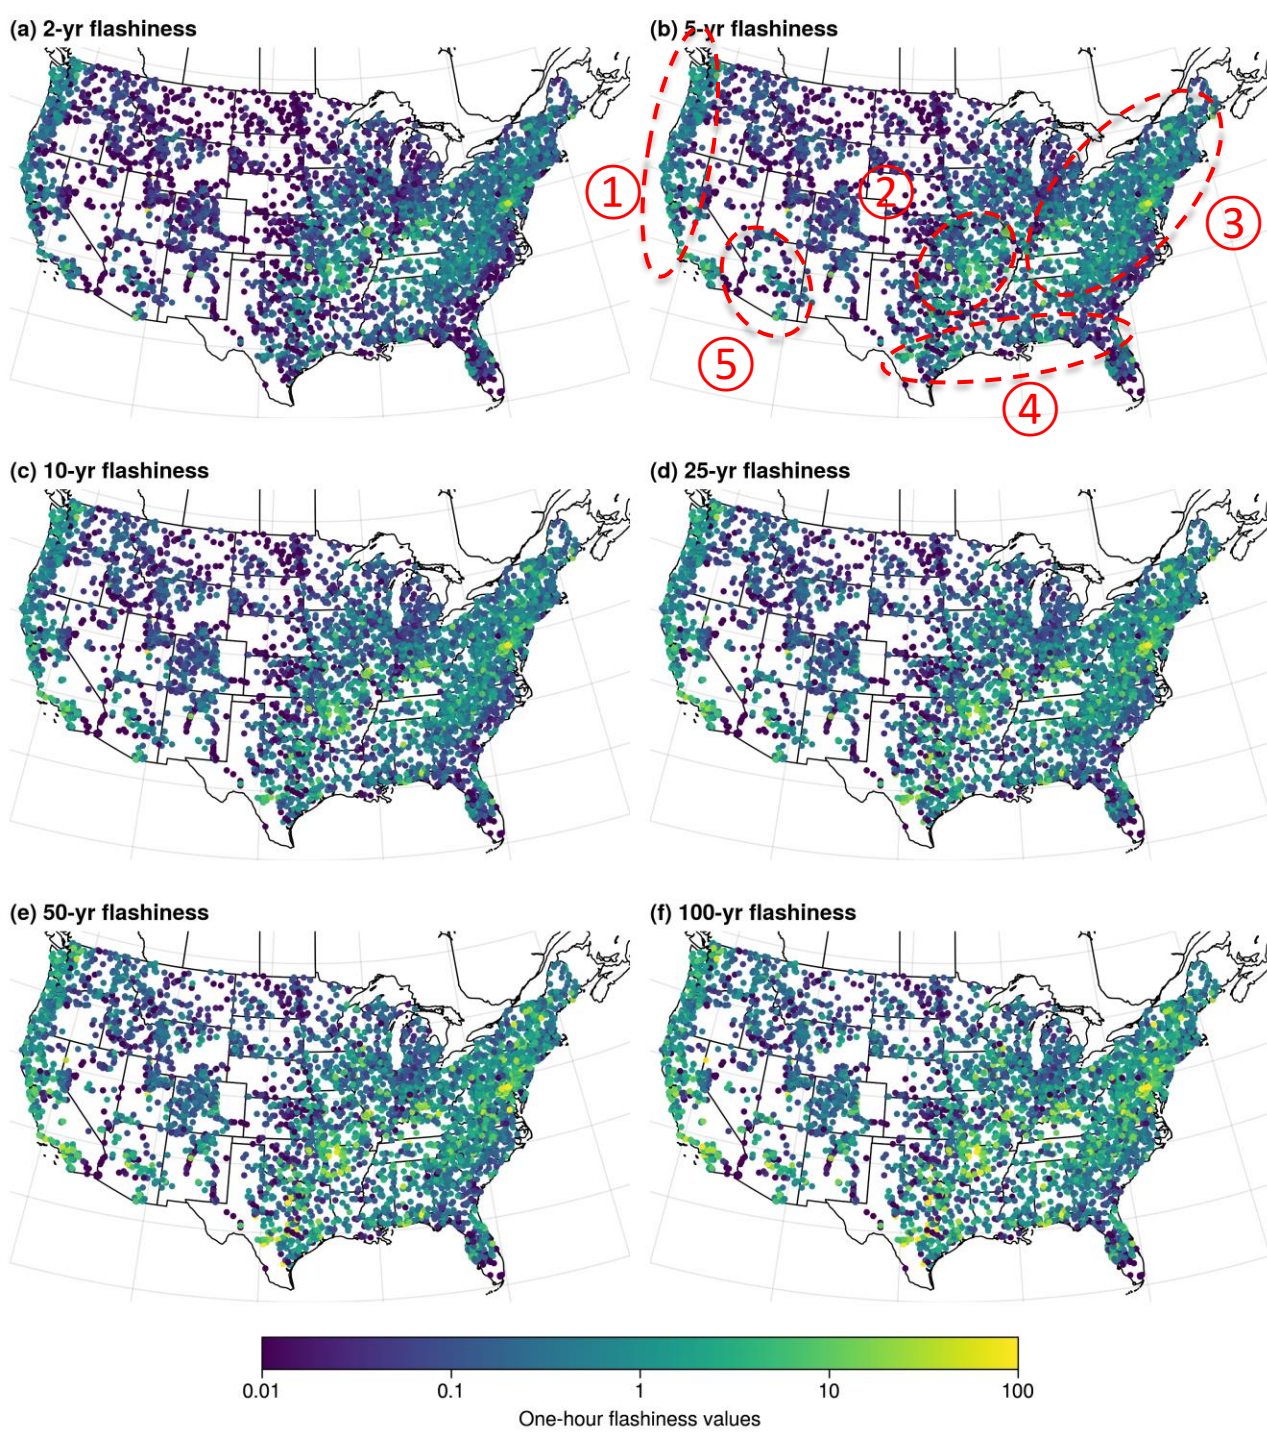 (a) 2-yr flashiness
(b) 5-yr flashiness
①
②
③
⑤
④
(c) 10-yr flashiness
(d) 25-yr flashiness
(e) 50-yr flashiness
(f) 100-yr flashiness
0.01 0.1 1 10 100
One-hour flashiness values